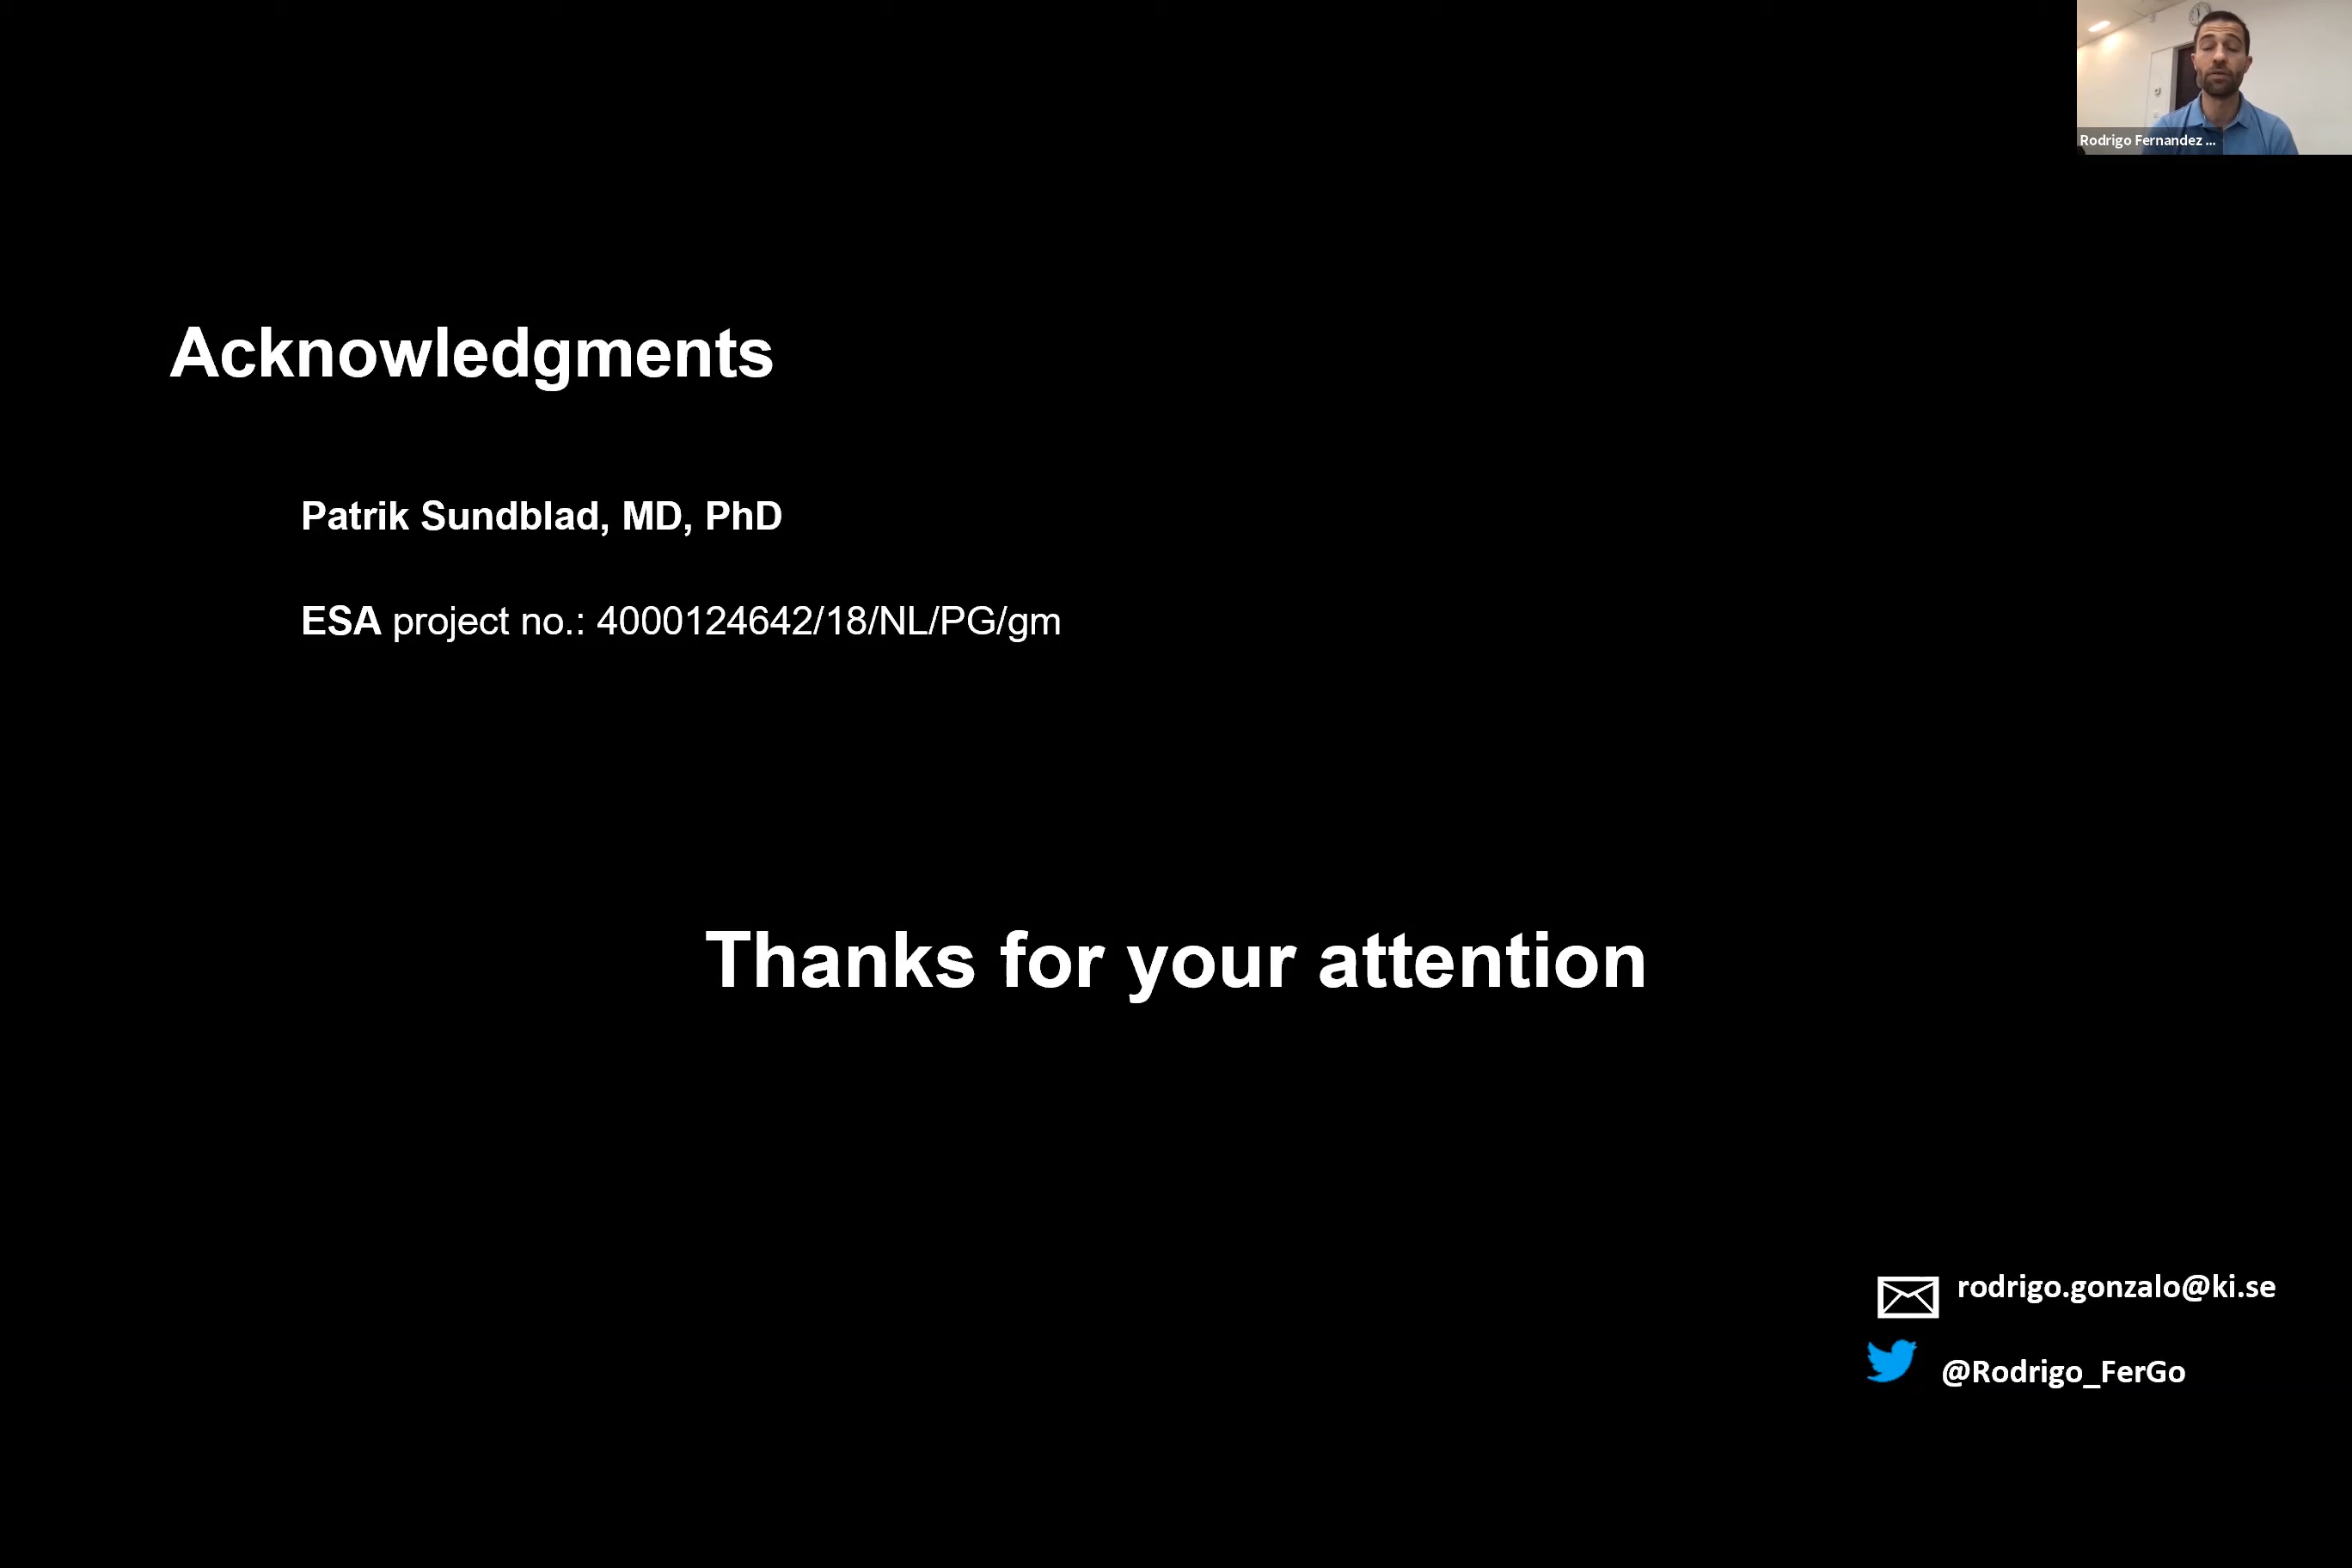 Rodrigo Fernandez ...
Acknowledgments
Patrik Sundblad, MD, PhD
ESA project no.: 4000124642/18/NL/PG/gm
Thanks for your attention
rodrigo.gonzalo@ki.se
@Rodrigo_FerGo